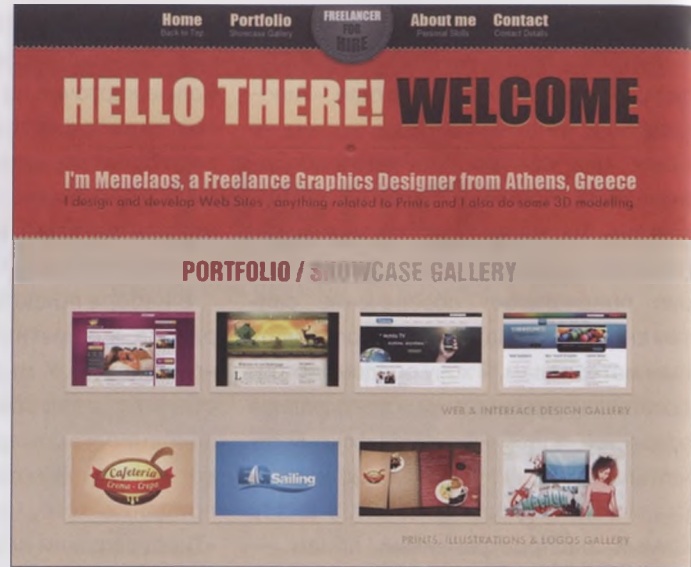 Home Portfolio FREELANCER About me Contact
Back to Top Showcase Gallery FOR Personal Skills Contact Details
HIRE
HELLO THERE! WELCOME
I'm Menelaos, a Freelance Graphics Designer from Athens, Greece
I design and develop Web Sites , anything related to Prints and I also do some 3D modeling
PORTFOLIO / SHOWCASE GALLERY
WEB & INTERFACE DESIGN GALLERY
Cafeteria
Crema - Crepe
Sailing
PRINTS, ILLUSTRATIONS & LOGOS GALLERY